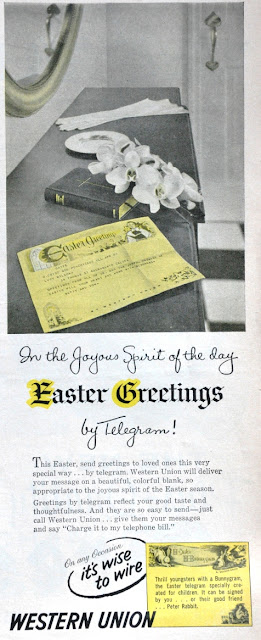 Easter Greetings
In the Joyous Spirit of the day
Easter Greetings
by Telegram!
This Easter, send greetings to loved ones this very
special way . . . by telegram. Western Union will deliver
your message on a beautiful, colorful blank, so
appropriate to the joyous spirit of the Easter season.
Greetings by telegram reflect your good taste and
thoughtfulness. And they are so easy to send—just
call Western Union . . . give them your messages
and say "Charge it to my telephone bill."
On any Occasion
it's wise
to wire
WESTERN UNION
Thrill youngsters with a Bunnygram,
the Easter telegram specially cre-
ated for children. It can be signed
by you . . . or their good friend
. . . Peter Rabbit.